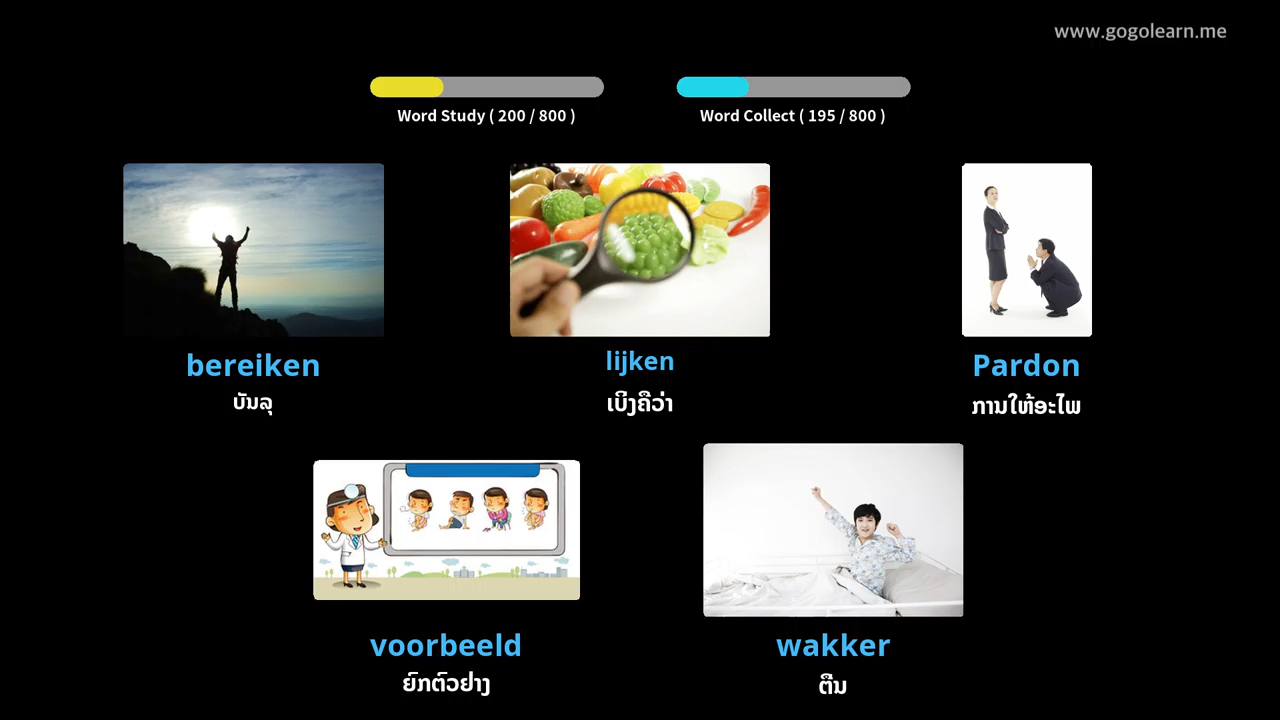 www.gogolearn.me
Word Study ( 200 / 800 )
Word Collect ( 195 / 800 )
bereiken
ບັນລຸ
lijken
ເບິ່ງຄືວ່າ
Pardon
ການໃຫ້ອະໄພ
voorbeeld
ຍົກຕົວຢ່າງ
wakker
ຕື່ນ